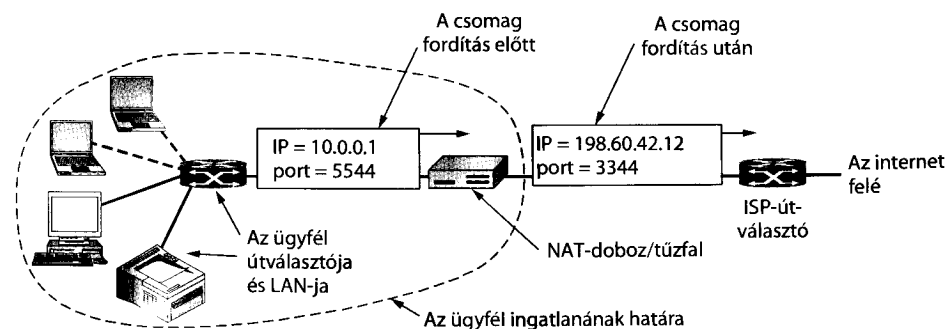 A csomag
fordítás előtt
A csomag
fordítás után
IP = 10.0.0.1
port = 5544
IP = 198.60.42.12
port = 3344
Az internet
felé
ISP-út-
választó
Az ügyfél
útválasztója
és LAN-ja
NAT-doboz/tűzfal
Az ügyfél ingatlanának határa